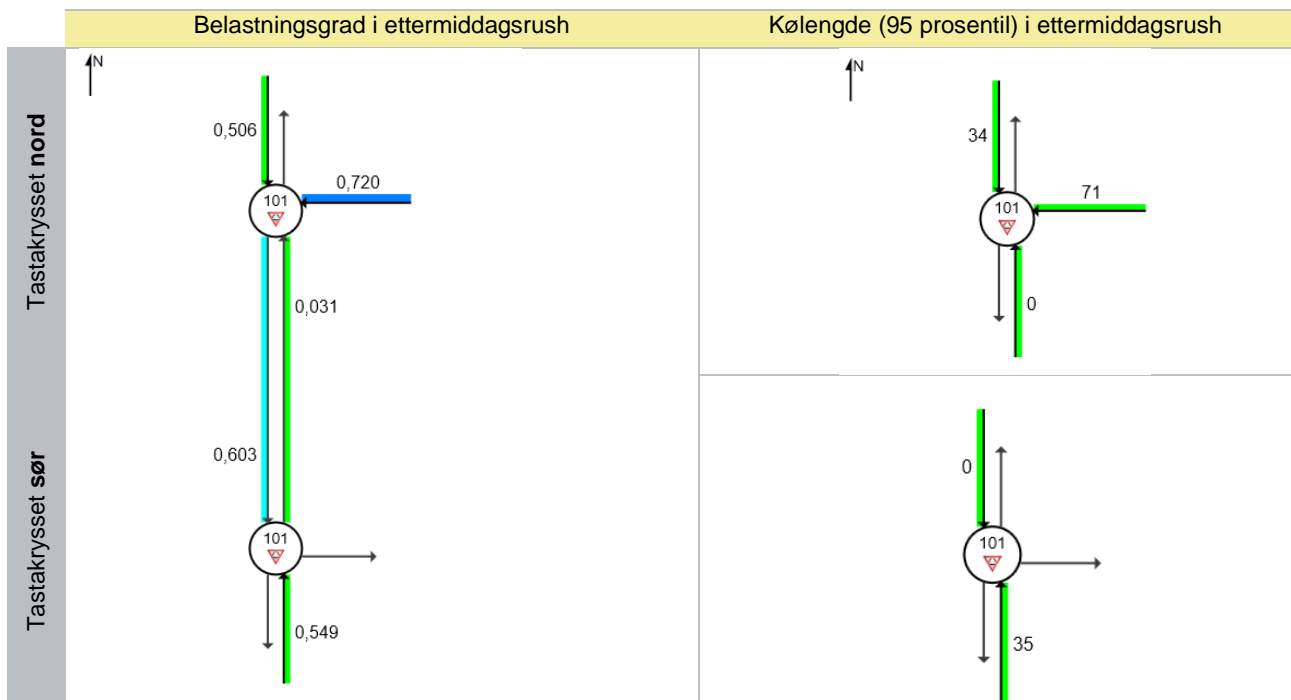 Belastningsgrad i ettermiddagsrush
Kølengde (95 prosentil) i ettermiddagsrush
Tastakrysset nord
N
0,506
0,720
101
0,031
N
34
71
101
0
Tastakrysset sør
0,603
101
0,549
0
101
35